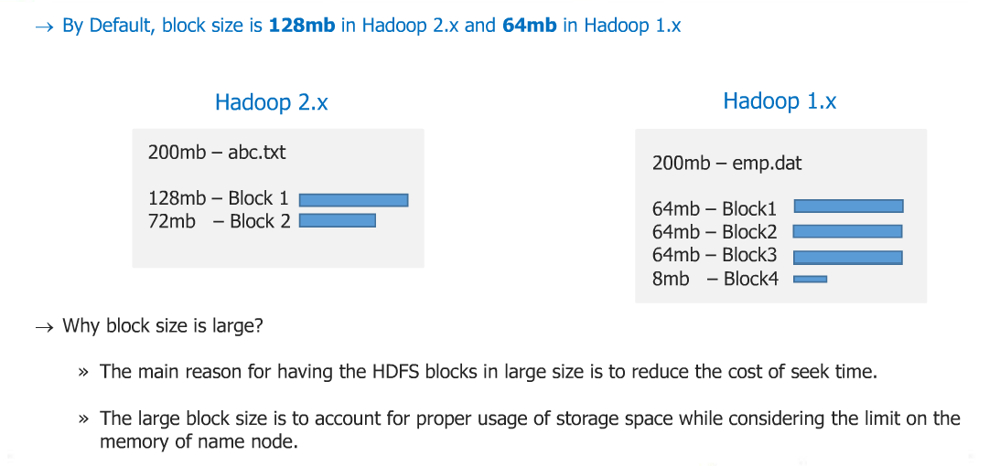 → By Default, block size is 128mb in Hadoop 2.x and 64mb in Hadoop 1.x
Hadoop 2.x
200mb – abc.txt
128mb – Block 1
72mb – Block 2
Hadoop 1.x
200mb – emp.dat
64mb – Block1
64mb – Block2
64mb – Block3
8mb – Block4
→ Why block size is large?
» The main reason for having the HDFS blocks in large size is to reduce the cost of seek time.
» The large block size is to account for proper usage of storage space while considering the limit on the
memory of name node.